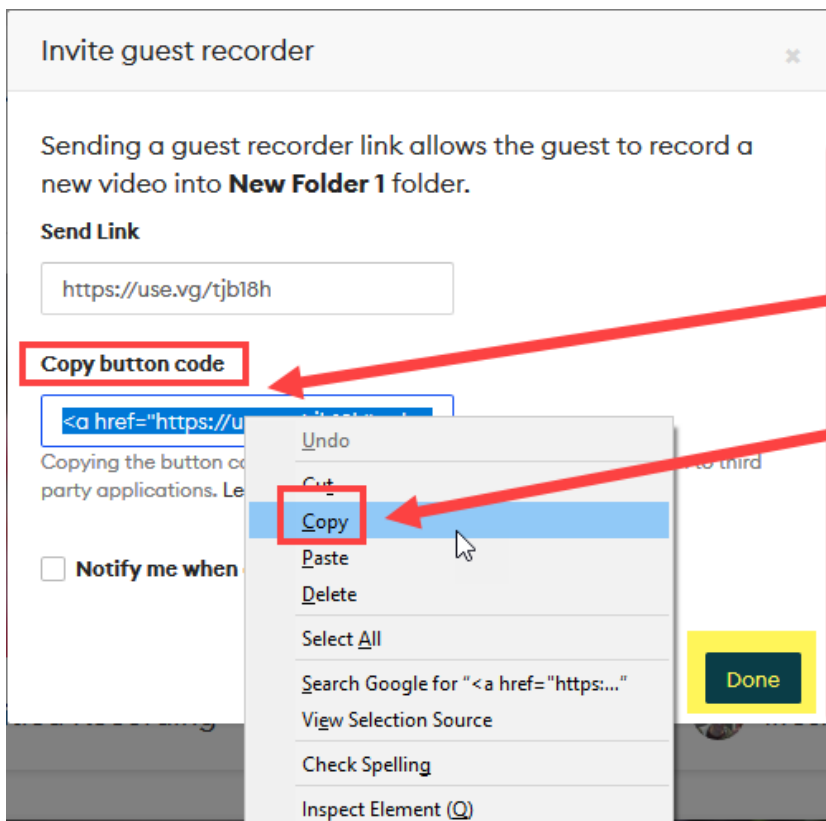 Invite guest recorder ×
Sending a guest recorder link allows the guest to record a
new video into New Folder 1 folder.
Send Link
https://use.vg/tjb18h
Copy button code
<a href="https://u
Copying the button to third
party applications.
Notify me when
Undo
Cut
Copy
Paste
Delete
Select All
Search Google for “<a href="https:...“
View Selection Source
Check Spelling
Inspect Element (Q)
Done
Recording